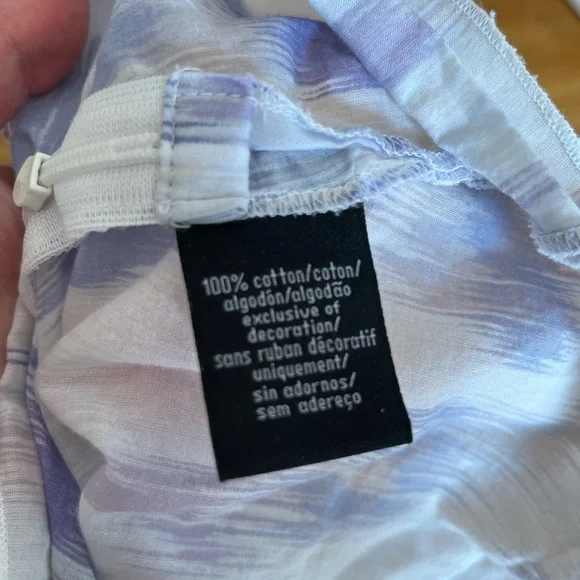 100% cotton/coton/
algodón/algodão
exclusive of
decoration/
sans ruban décoratif
uniquement/
sin adornos/
sem adereço